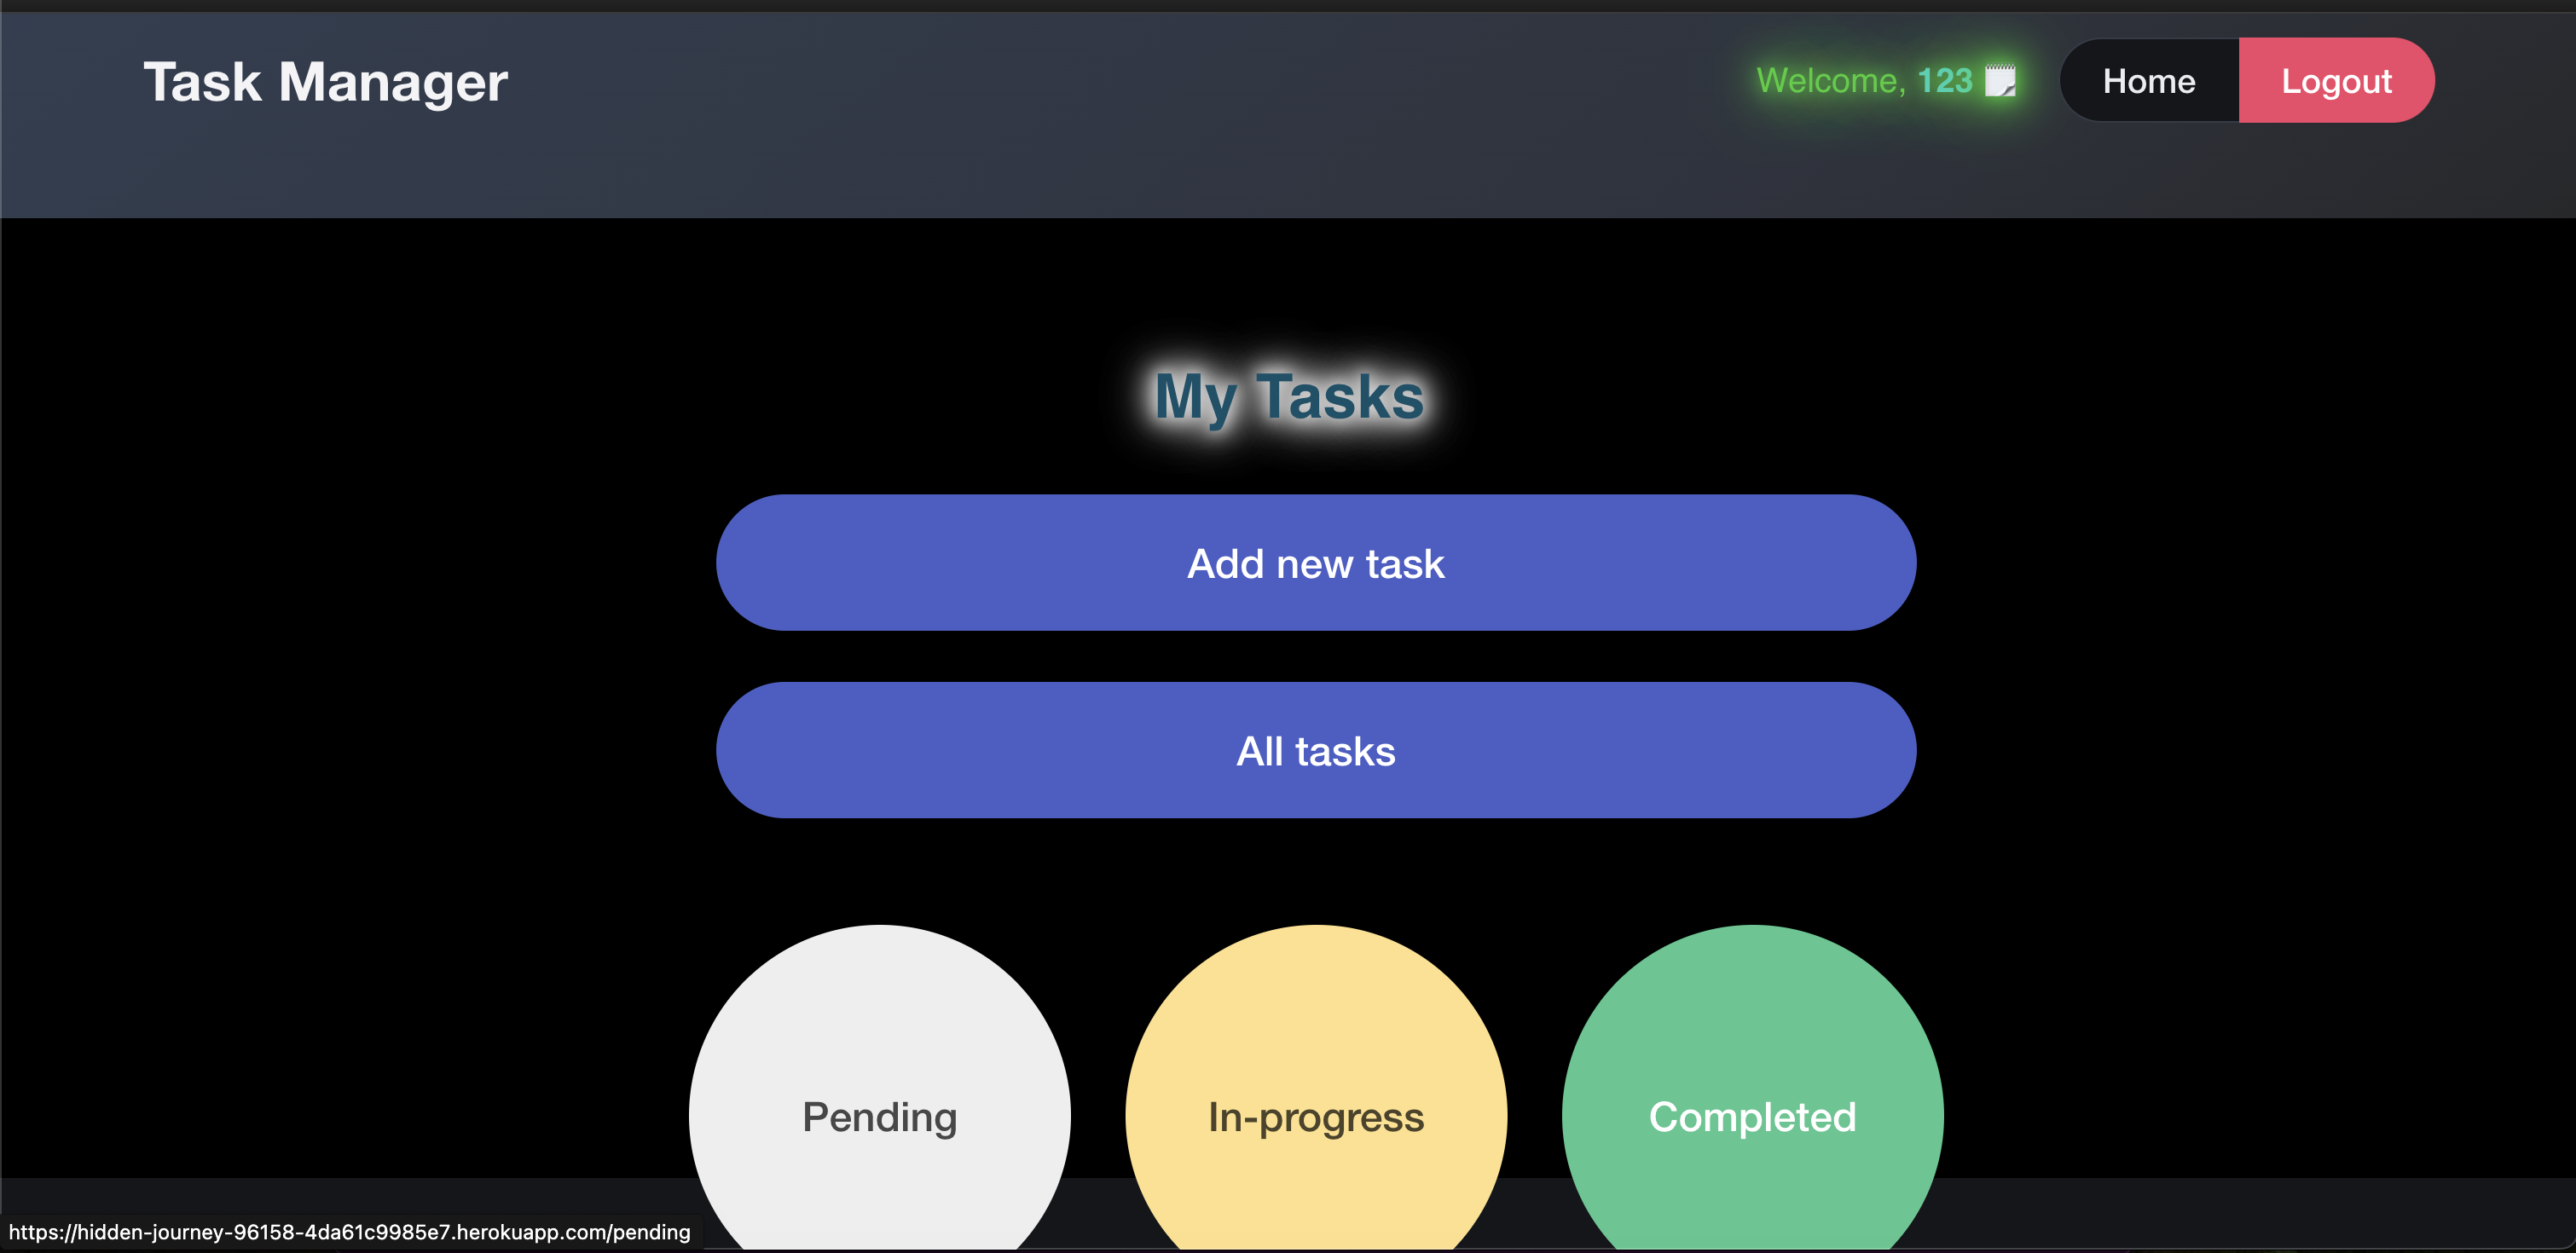 Task Manager
Welcome, 123
Home
Logout
My Tasks
Add new task
All tasks
Pending
In-progress
Completed
https://hidden-journey-96158-4da61c9985e7.herokuapp.com/pending